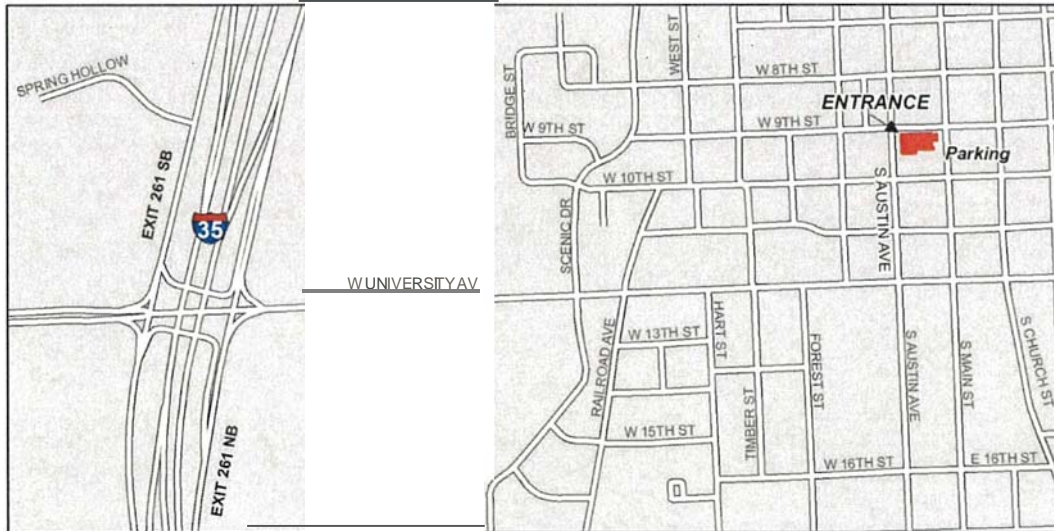 SPRING HOLLOW
EXIT 261 SB
35
EXIT 261 NB
W UNIVERSITY AV
BRIDGE ST
WEST ST
W 8TH ST
ENTRANCE
W 9TH ST
W 9TH ST
Parking
W 10TH ST
S AUSTIN AVE
SCENIC DR
RAILROAD AVE
W 13TH ST
HART ST
FOREST ST
S AUSTIN AVE
S MAIN ST
S CHURCH ST
TIMBER ST
W 15TH ST
W 16TH ST
E 16TH ST